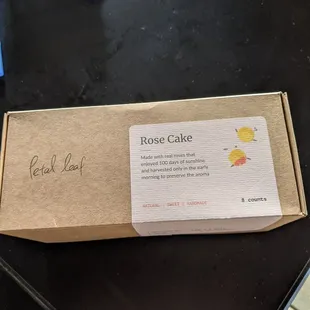 Petal leaf
Rose Cake
Made with real roses that
enjoyed 100 days of sunshine,
and harvested only in the early
morning to preserve the aroma
8 counts